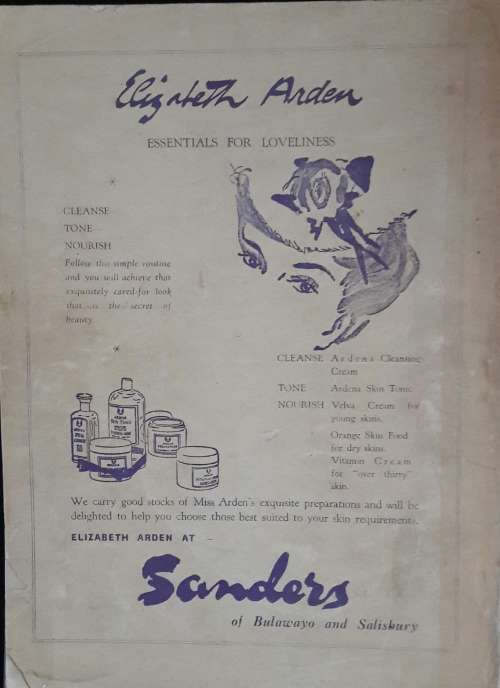 Elizabeth Arden
ESSENTIALS FOR LOVELINESS
CLEANSE
TONE
NOURISH
Follow this simple routine
and you will achieve that
exquisitely cared-for look
that is the secret of
beauty.
CLEANSE Ardena Cleansing
Cream
TONE Ardena Skin Tonic
NOURISH Velva Cream for
young skins.
Orange Skin Food
for dry skins.
Vitamin Cream
for "over thirty"
skin.
We carry good stocks of Miss Arden's exquisite preparations and will be
delighted to help you choose those best suited to your skin requirements.
ELIZABETH ARDEN AT –
Sanders
of Bulawayo and Salisbury